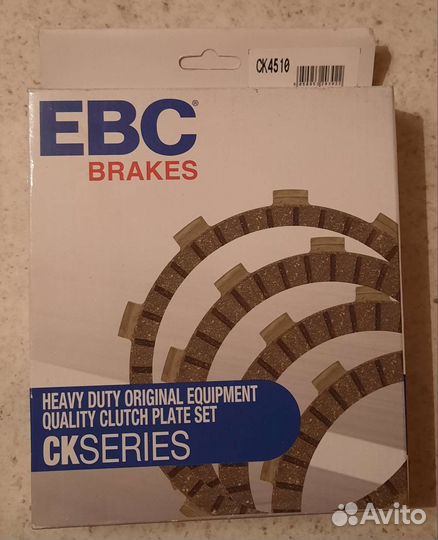 CK4510
EBC®
BRAKES
HEAVY DUTY ORIGINAL EQUIPMENT
QUALITY CLUTCH PLATE SET
CKSERIES
Avito